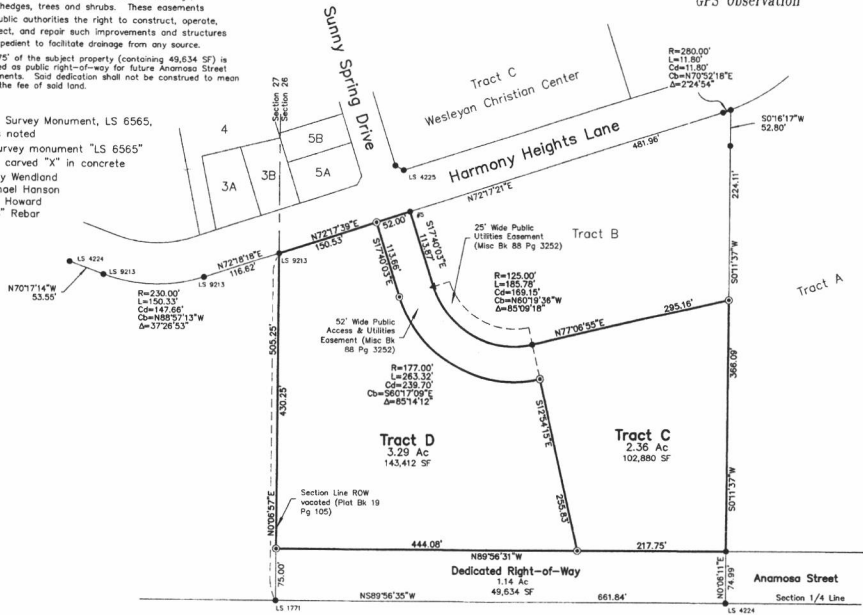 hedges, trees and shrubs. These easements
ublic authorities the right to construct, operate,
ect, and repair such improvements and structures
pedient to facilitate drainage from any source.
75' of the subject property (containing 49,634 SF) is
ed as public right-of-way for future Anamosa Street
ments. Said dedication shall not be construed to mean
the fee of said land.
GPS Observation
Survey Monument, LS 6565,
noted
urvey monument "LS 6565"
carved "X" in concrete
y Wendland
ael Hanson
Howard
" Rebar
Section 27
Section 26
Sunny Spring Drive
Tract C
Wesleyan Christian Center
R=280.00'
L=11.80'
Cd=11.80'
Cb=N70°52'18"E
Δ=2°24'54"
S0°16'17"W
52.80'
4
5B
3B
5A
3A
LS 4225
Harmony Heights Lane
481.96'
N72°17'21"E
224.11'
S0°11'37"W
N72°17'39"E
150.53'
52.00'
S17°40'03"E
113.87'
S17°40'03"E
113.66'
25' Wide Public
Utilities Easement
(Misc Bk 88 Pg 3252)
Tract B
Tract A
LS 4224
LS 9213
LS 9213
LS 9213
N72°18'18"E
116.62'
N70°17'14"W
53.55'
R=230.00'
L=150.33'
Cd=147.66'
Cb=N88°57'13"W
Δ=37°26'53"
R=125.00'
L=185.78'
Cd=169.15'
Cb=N60°19'36"W
Δ=85°09'18"
N77°06'55"E
295.16'
52' Wide Public
Access & Utilities
Easement (Misc Bk
88 Pg 3252)
R=177.00'
L=263.32'
Cd=239.70'
Cb=S60°17'09"E
Δ=85°14'12"
505.25'
430.25'
N0°06'57"E
366.09'
S0°11'37"W
S12°54'15"E
255.83'
Tract D
3.29 Ac
143,412 SF
Tract C
2.36 Ac
102,880 SF
Section Line ROW
vacated (Plat Bk 19
Pg 105)
444.08'
217.75'
N89°56'31"W
75.00'
Dedicated Right-of-Way
1.14 Ac
49,634 SF
N0°06'11"E
74.99'
Anamosa Street
NS89°56'35"W
661.84'
Section 1/4 Line
LS 1771
LS 4224